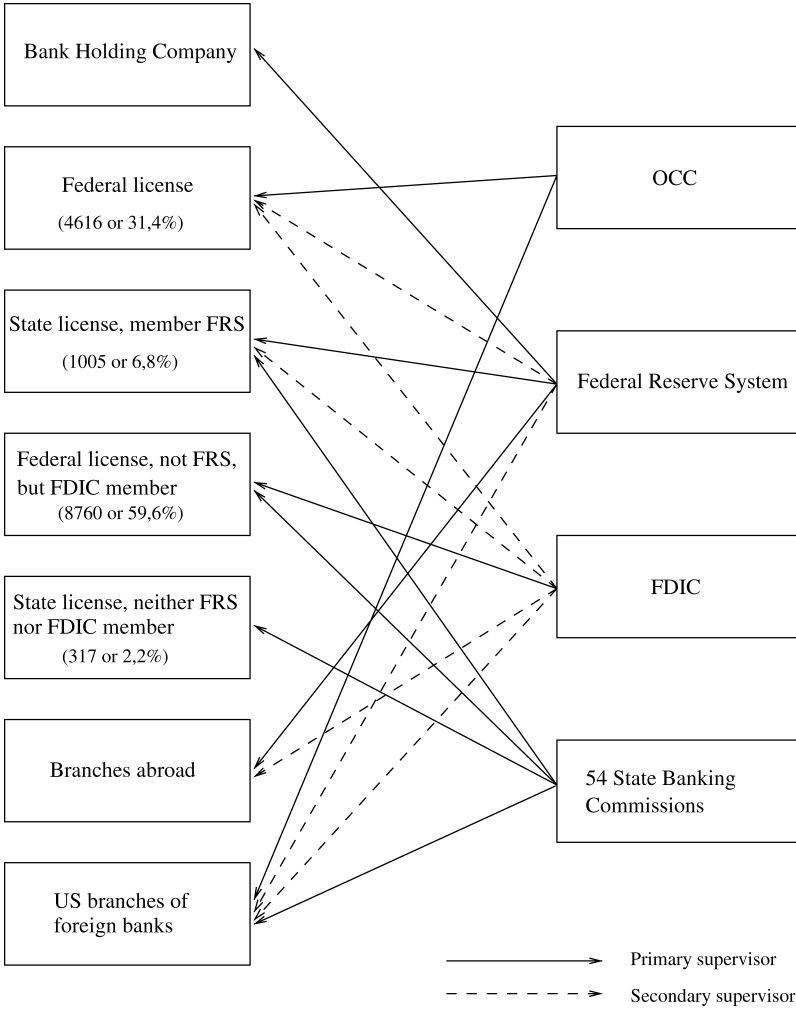 Bank Holding Company
Federal license
(4616 or 31,4%)
State license, member FRS
(1005 or 6,8%)
Federal license, not FRS,
but FDIC member
(8760 or 59,6%)
State license, neither FRS
nor FDIC member
(317 or 2,2%)
Branches abroad
US branches of
foreign banks
OCC
Federal Reserve System
FDIC
54 State Banking
Commissions
Primary supervisor
Secondary supervisor